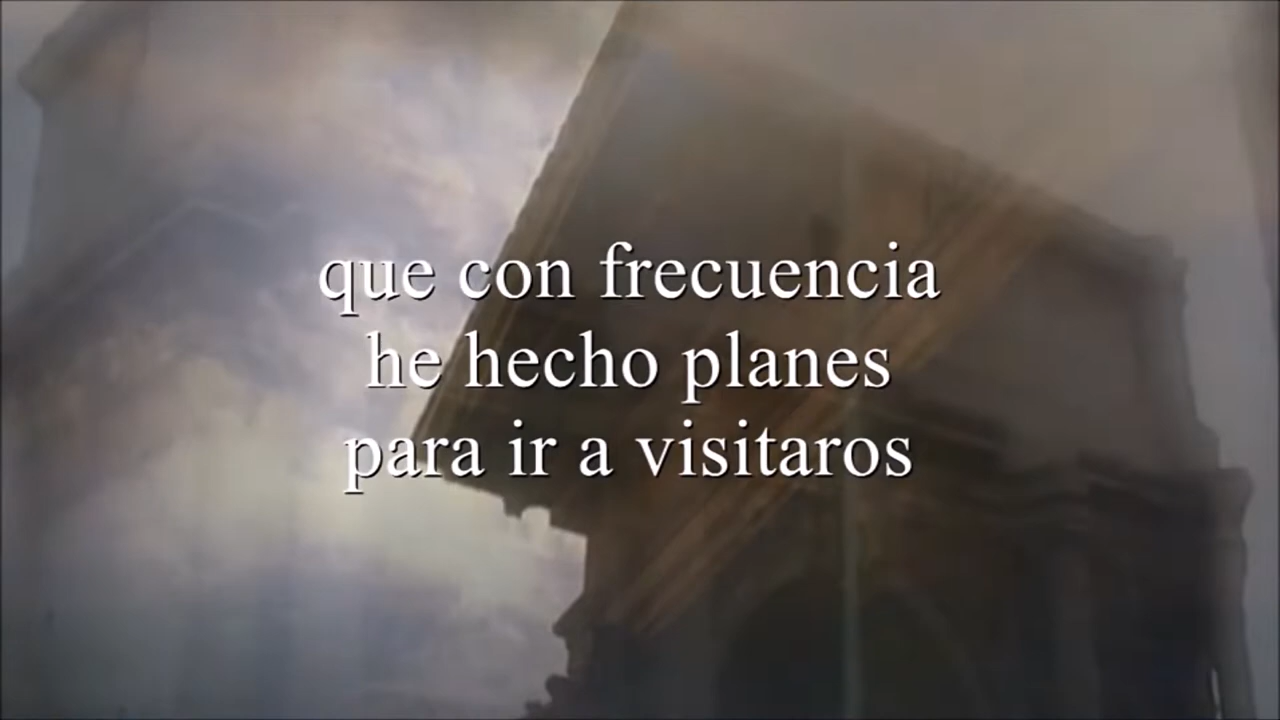 que con frecuencia
he hecho planes
para ir a visitaros